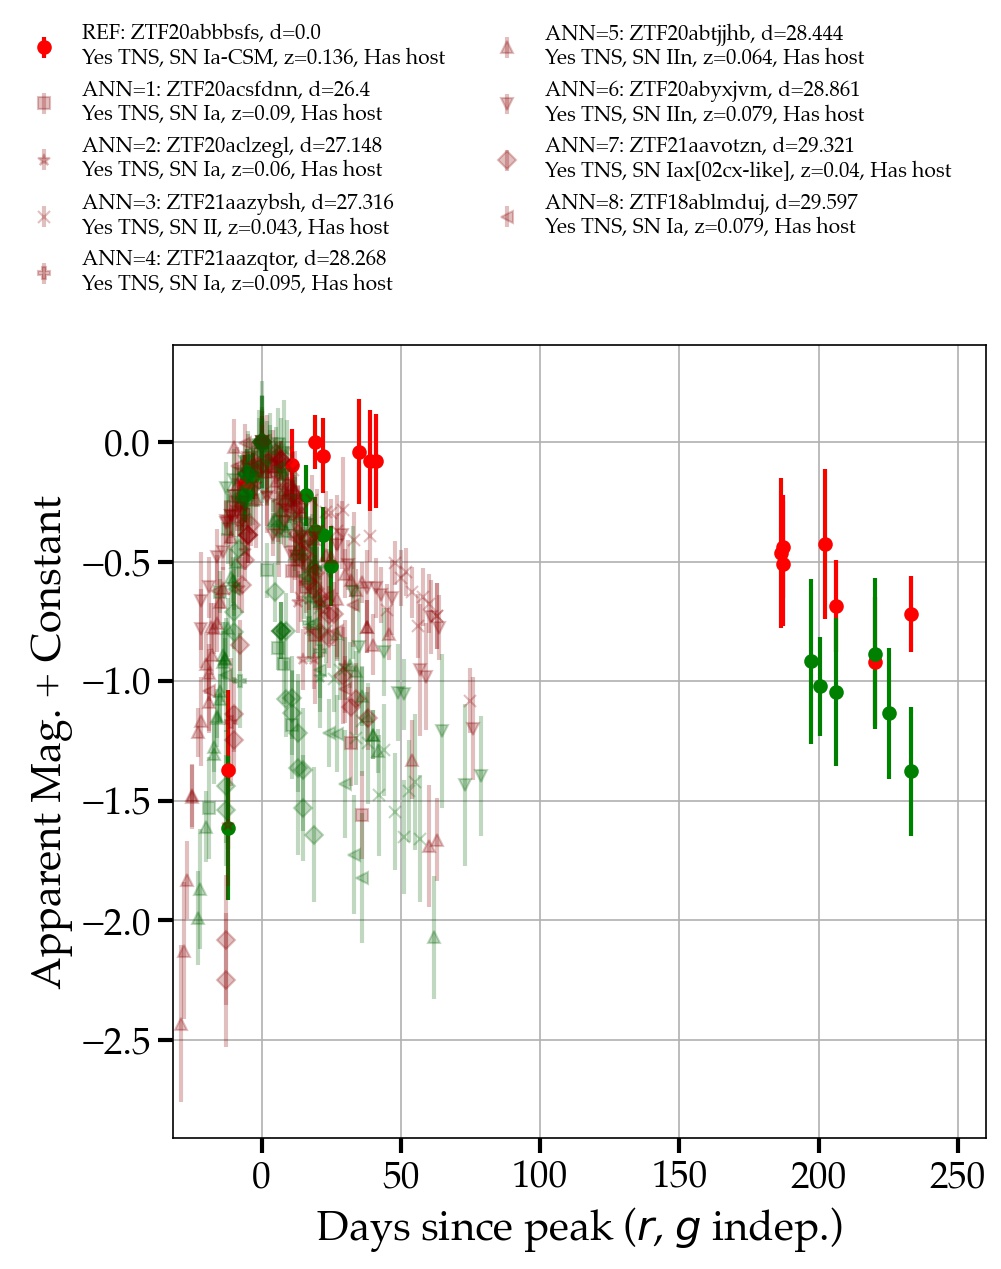 REF: ZTF20abbbsfs, d=0.0
Yes TNS, SN Ia-CSM, z=0.136, Has host
ANN=1: ZTF20acsfdnn, d=26.4
Yes TNS, SN Ia, z=0.09, Has host
ANN=2: ZTF20aclzegl, d=27.148
Yes TNS, SN Ia, z=0.06, Has host
ANN=3: ZTF21aazybsh, d=27.316
Yes TNS, SN II, z=0.043, Has host
ANN=4: ZTF21aazqtor, d=28.268
Yes TNS, SN Ia, z=0.095, Has host
ANN=5: ZTF20abtjjhb, d=28.444
Yes TNS, SN IIn, z=0.064, Has host
ANN=6: ZTF20abyxjvm, d=28.861
Yes TNS, SN IIn, z=0.079, Has host
ANN=7: ZTF21aavotzn, d=29.321
Yes TNS, SN Iax[02cx-like], z=0.04, Has host
ANN=8: ZTF18ablmduj, d=29.597
Yes TNS, SN Ia, z=0.079, Has host
Apparent Mag. + Constant
0.0
−0.5
−1.0
−1.5
−2.0
−2.5
0 50 100 150 200 250
Days since peak (r, g indep.)